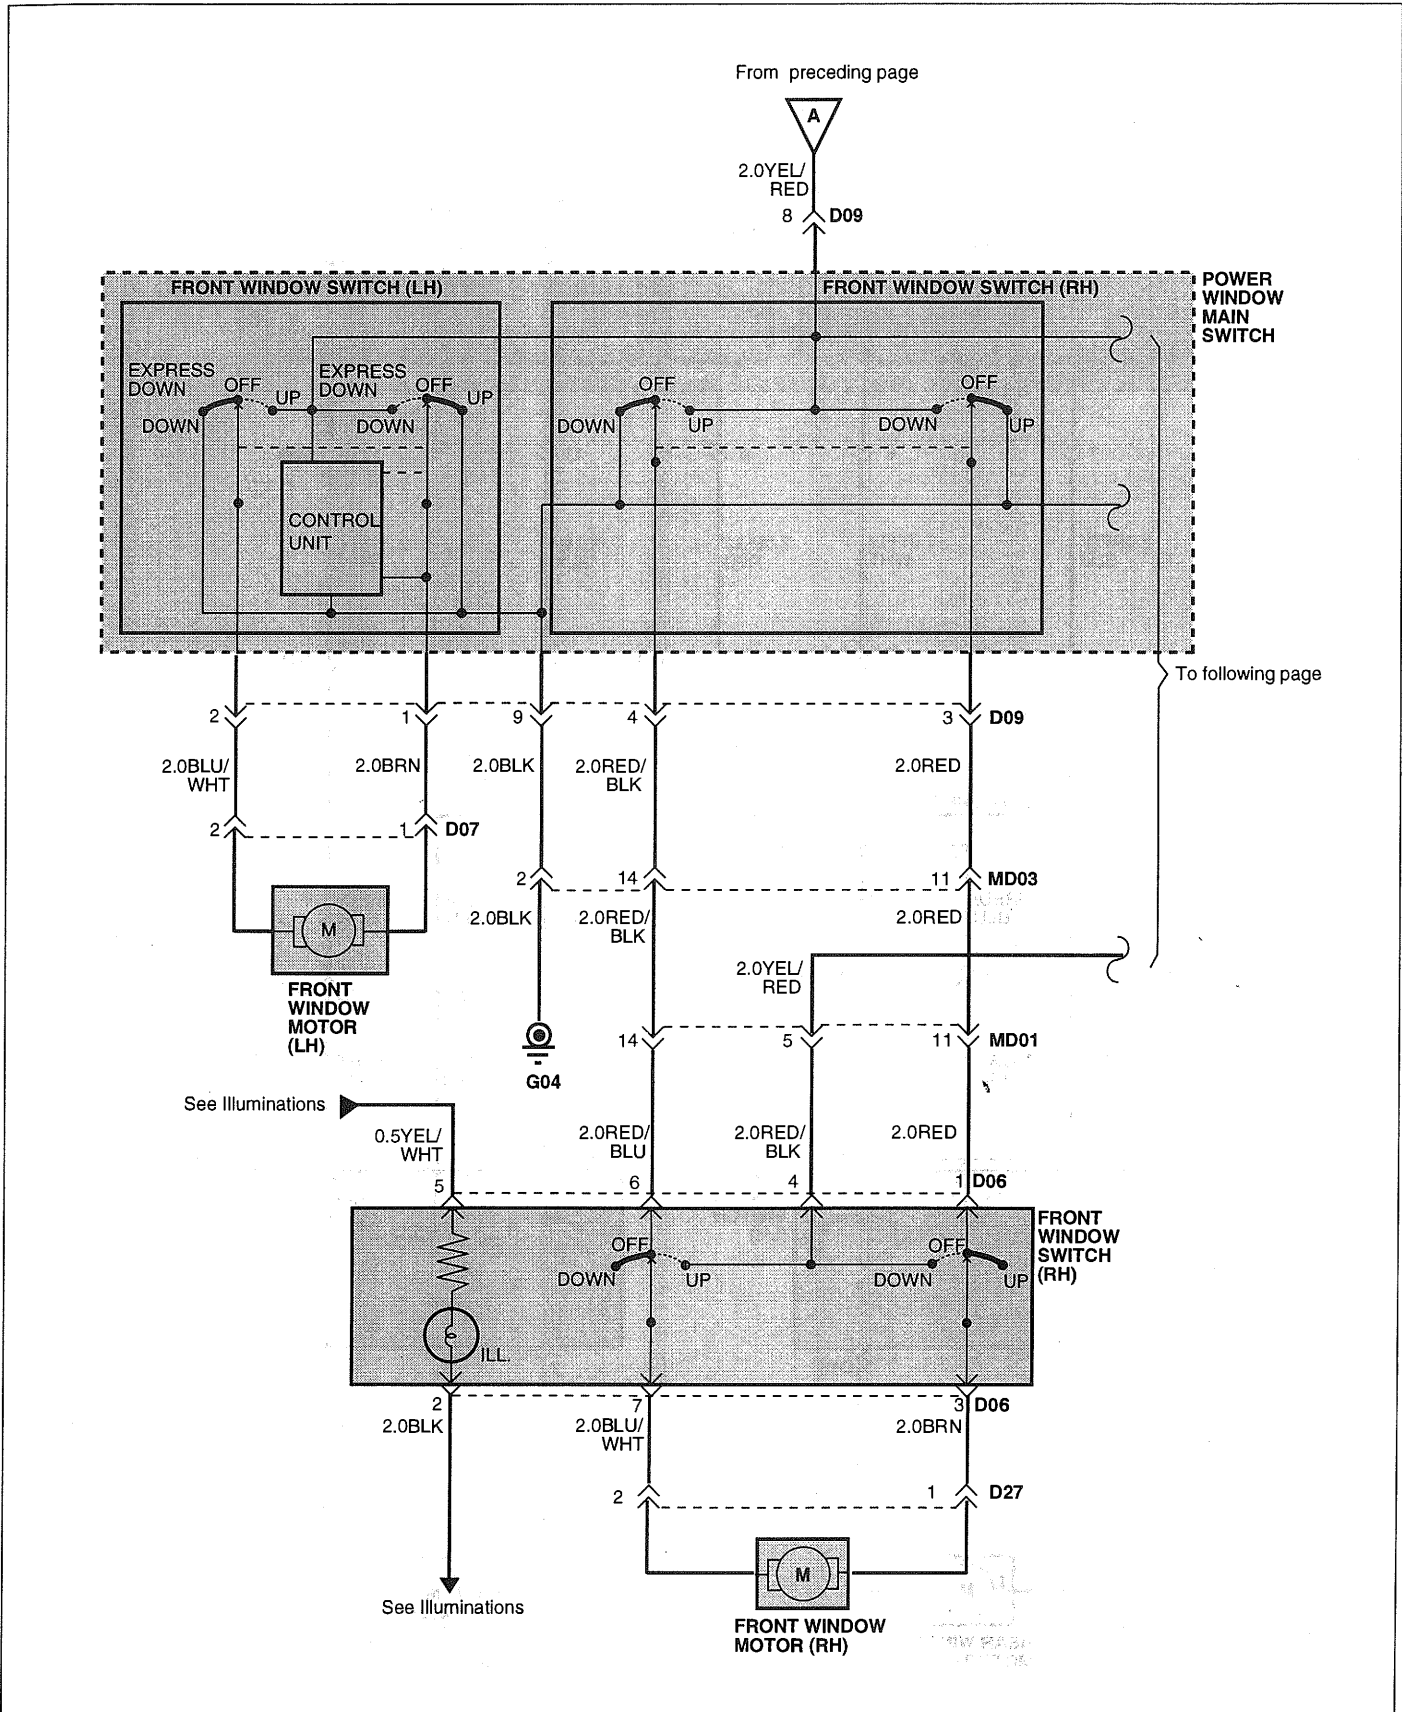 From preceding page
A
2.0YEL/
RED
8 D09
FRONT WINDOW SWITCH (LH)
FRONT WINDOW SWITCH (RH)
POWER
WINDOW
MAIN
SWITCH
EXPRESS
DOWN
OFF
UP
DOWN
EXPRESS
DOWN
OFF
UP
DOWN
OFF
DOWN
UP
OFF
DOWN
UP
CONTROL
UNIT
To following page
2 1 9 4 3 D09
2.0BLU/
WHT
2.0BRN
2.0BLK
2.0RED/
BLK
2.0RED
2 1 D07
2 14 11 MD03
M
FRONT
WINDOW
MOTOR
(LH)
2.0BLK
2.0RED/
BLK
2.0RED
2.0YEL/
RED
14 5 11 MD01
G04
See Illuminations
0.5YEL/
WHT
2.0RED/
BLU
2.0RED/
BLK
2.0RED
5 6 4 1 D06
FRONT
WINDOW
SWITCH
(RH)
OFF
DOWN
UP
OFF
DOWN
UP
ILL.
2 7 3 D06
2.0BLK
2.0BLU/
WHT
2.0BRN
2 1 D27
M
See Illuminations
FRONT WINDOW
MOTOR (RH)